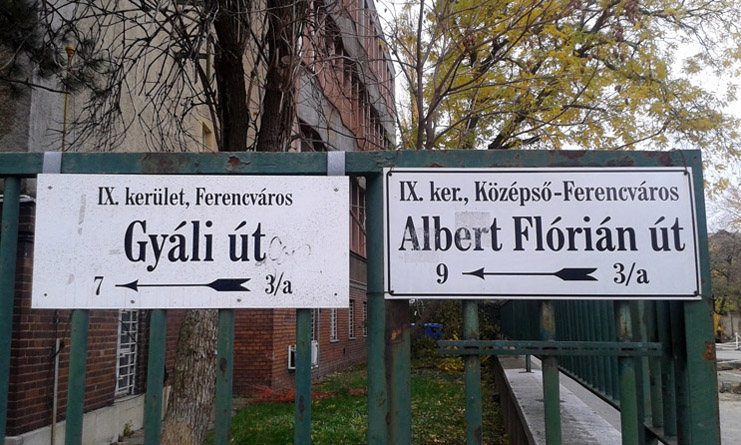 IX. kerület, Ferencváros
Gyáli út
7 3/a
IX. ker., Középső-Ferencváros
Albert Flórián út
9 3/a